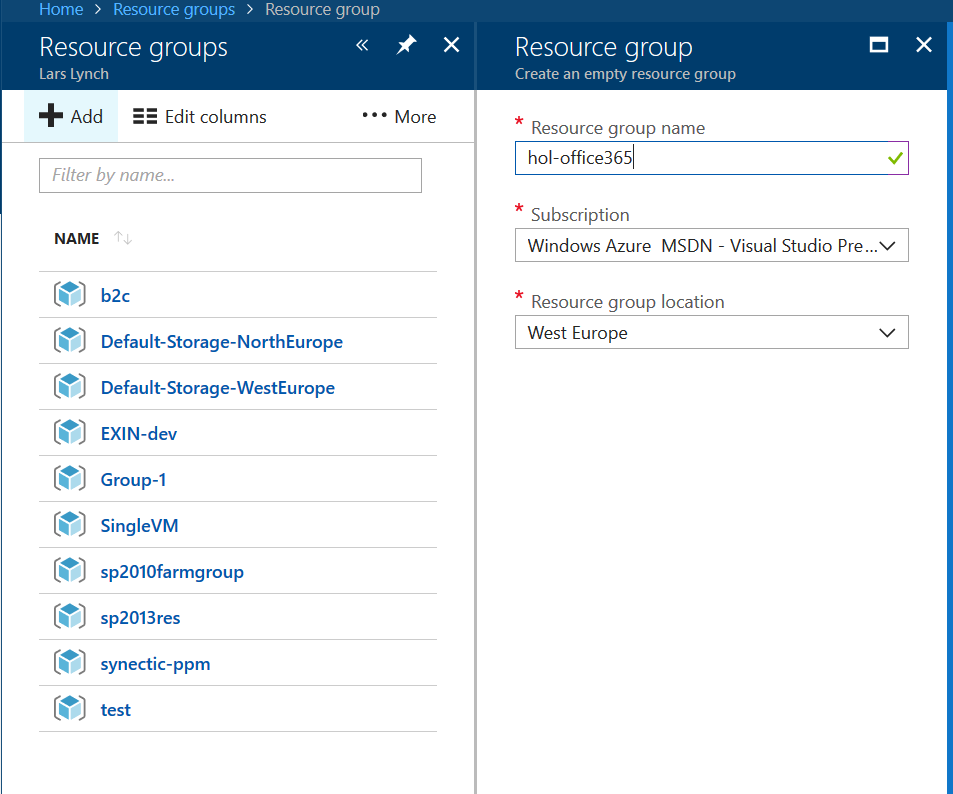 Home > Resource groups > Resource group
Resource groups
Lars Lynch
Add
Edit columns
More
Filter by name...
NAME
b2c
Default-Storage-NorthEurope
Default-Storage-WestEurope
EXIN-dev
Group-1
SingleVM
sp2010farmgroup
sp2013res
synectic-ppm
test
Resource group
Create an empty resource group
* Resource group name
hol-office365
* Subscription
Windows Azure MSDN - Visual Studio Pre...
* Resource group location
West Europe